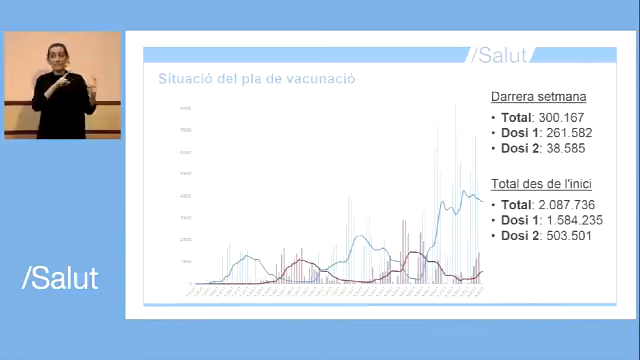 /Salut
Situació del pla de vacunació
Darrera setmana
• Total: 300.167
• Dosi 1: 261.582
• Dosi 2: 38.585
Total des de l'inici
• Total: 2.087.736
• Dosi 1: 1.584.235
• Dosi 2: 503.501
/Salut